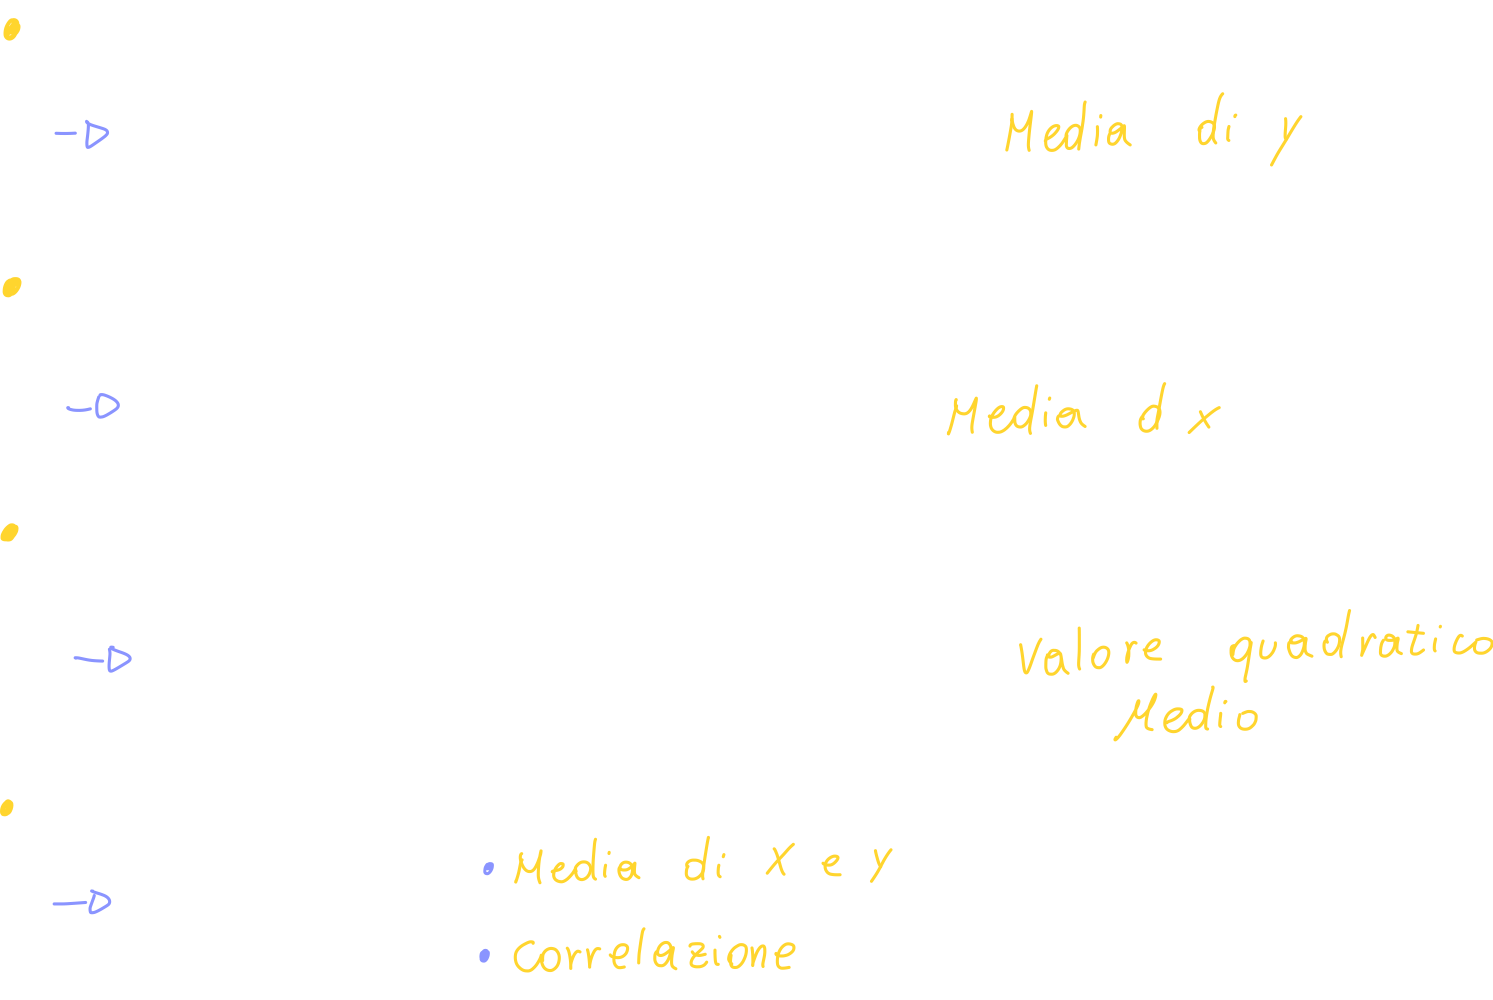 Media di y
Media d x
Valore quadratico
Medio
• Media di X e y
• Correlazione